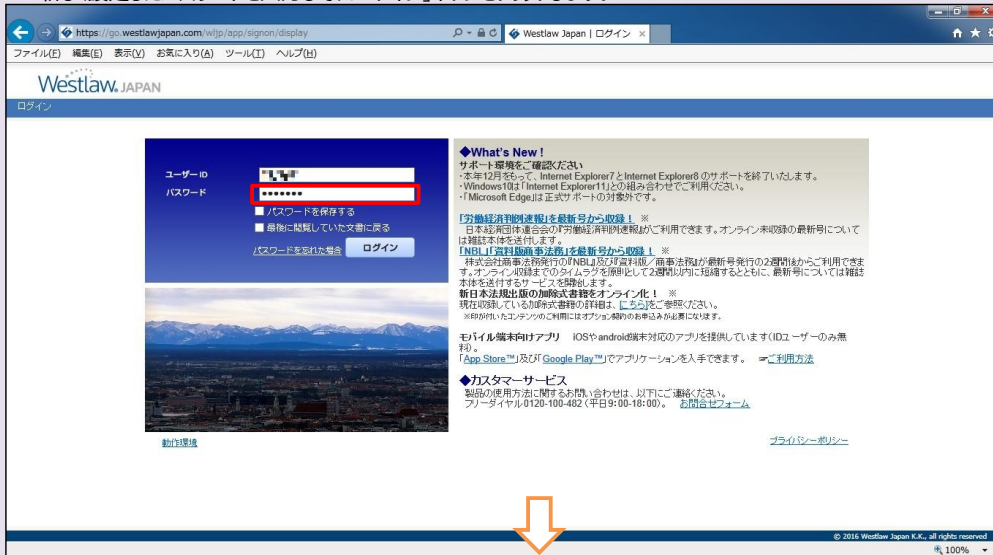 https://go.westlawjapan.com/wljp/app/signon/display
Westlaw Japan | ログイン
ファイル(F) 編集(E) 表示(V) お気に入り(A) ツール(T) ヘルプ(H)
Westlaw. JAPAN
ログイン
ユーザーID
パスワード
パスワードを保存する
最後に閲覧していた文書に戻る
パスワードを忘れた場合 ログイン
動作環境
◆What's New !
サポート環境をご確認ください
・本年12月をもって、Internet Explorer7とInternet Explorer8のサポートを終了いたします。
・Windows10は「Internet Explorer11」との組み合わせでご利用ください。
・「Microsoft Edge」は正式サポートの対象外です。
「労働経済判例速報」を最新号から収録！ ※
日本経済団体連合会の『労働経済判例速報』がご利用できます。オンライン未収録の最新号について
は雑誌本体を送付します。
「NBL」「資料版商事法務」を最新号から収録！ ※
株式会社商事法務発行の『NBL』及び『資料版／商事法務』が最新号発行の2週間後からご利用できま
す。オンライン収録までのタイムラグを原則として2週間以内に短縮するとともに、最新号については雑誌
本体を送付するサービスを開始します。
新日本法規出版の加除式書籍をオンライン化！ ※
現在収録している加除式書籍の詳細は、「こちら」をご参照ください。
※印が付いたコンテンツのご利用にはオプション契約のお申込みが必要になります。
モバイル端末向けアプリ iOSやandroid端末対応のアプリを提供しています(IDユーザーのみ無
料)。
「App Store™」及び「Google Play™」でアプリケーションを入手できます。 ☞ご利用方法
◆カスタマーサービス
製品の使用方法に関するお問い合わせは、以下にご連絡ください。
フリーダイヤル0120-100-482（平日9:00-18:00）。 お問合せフォーム
プライバシーポリシー
© 2016 Westlaw Japan K.K., all rights reserved
100%